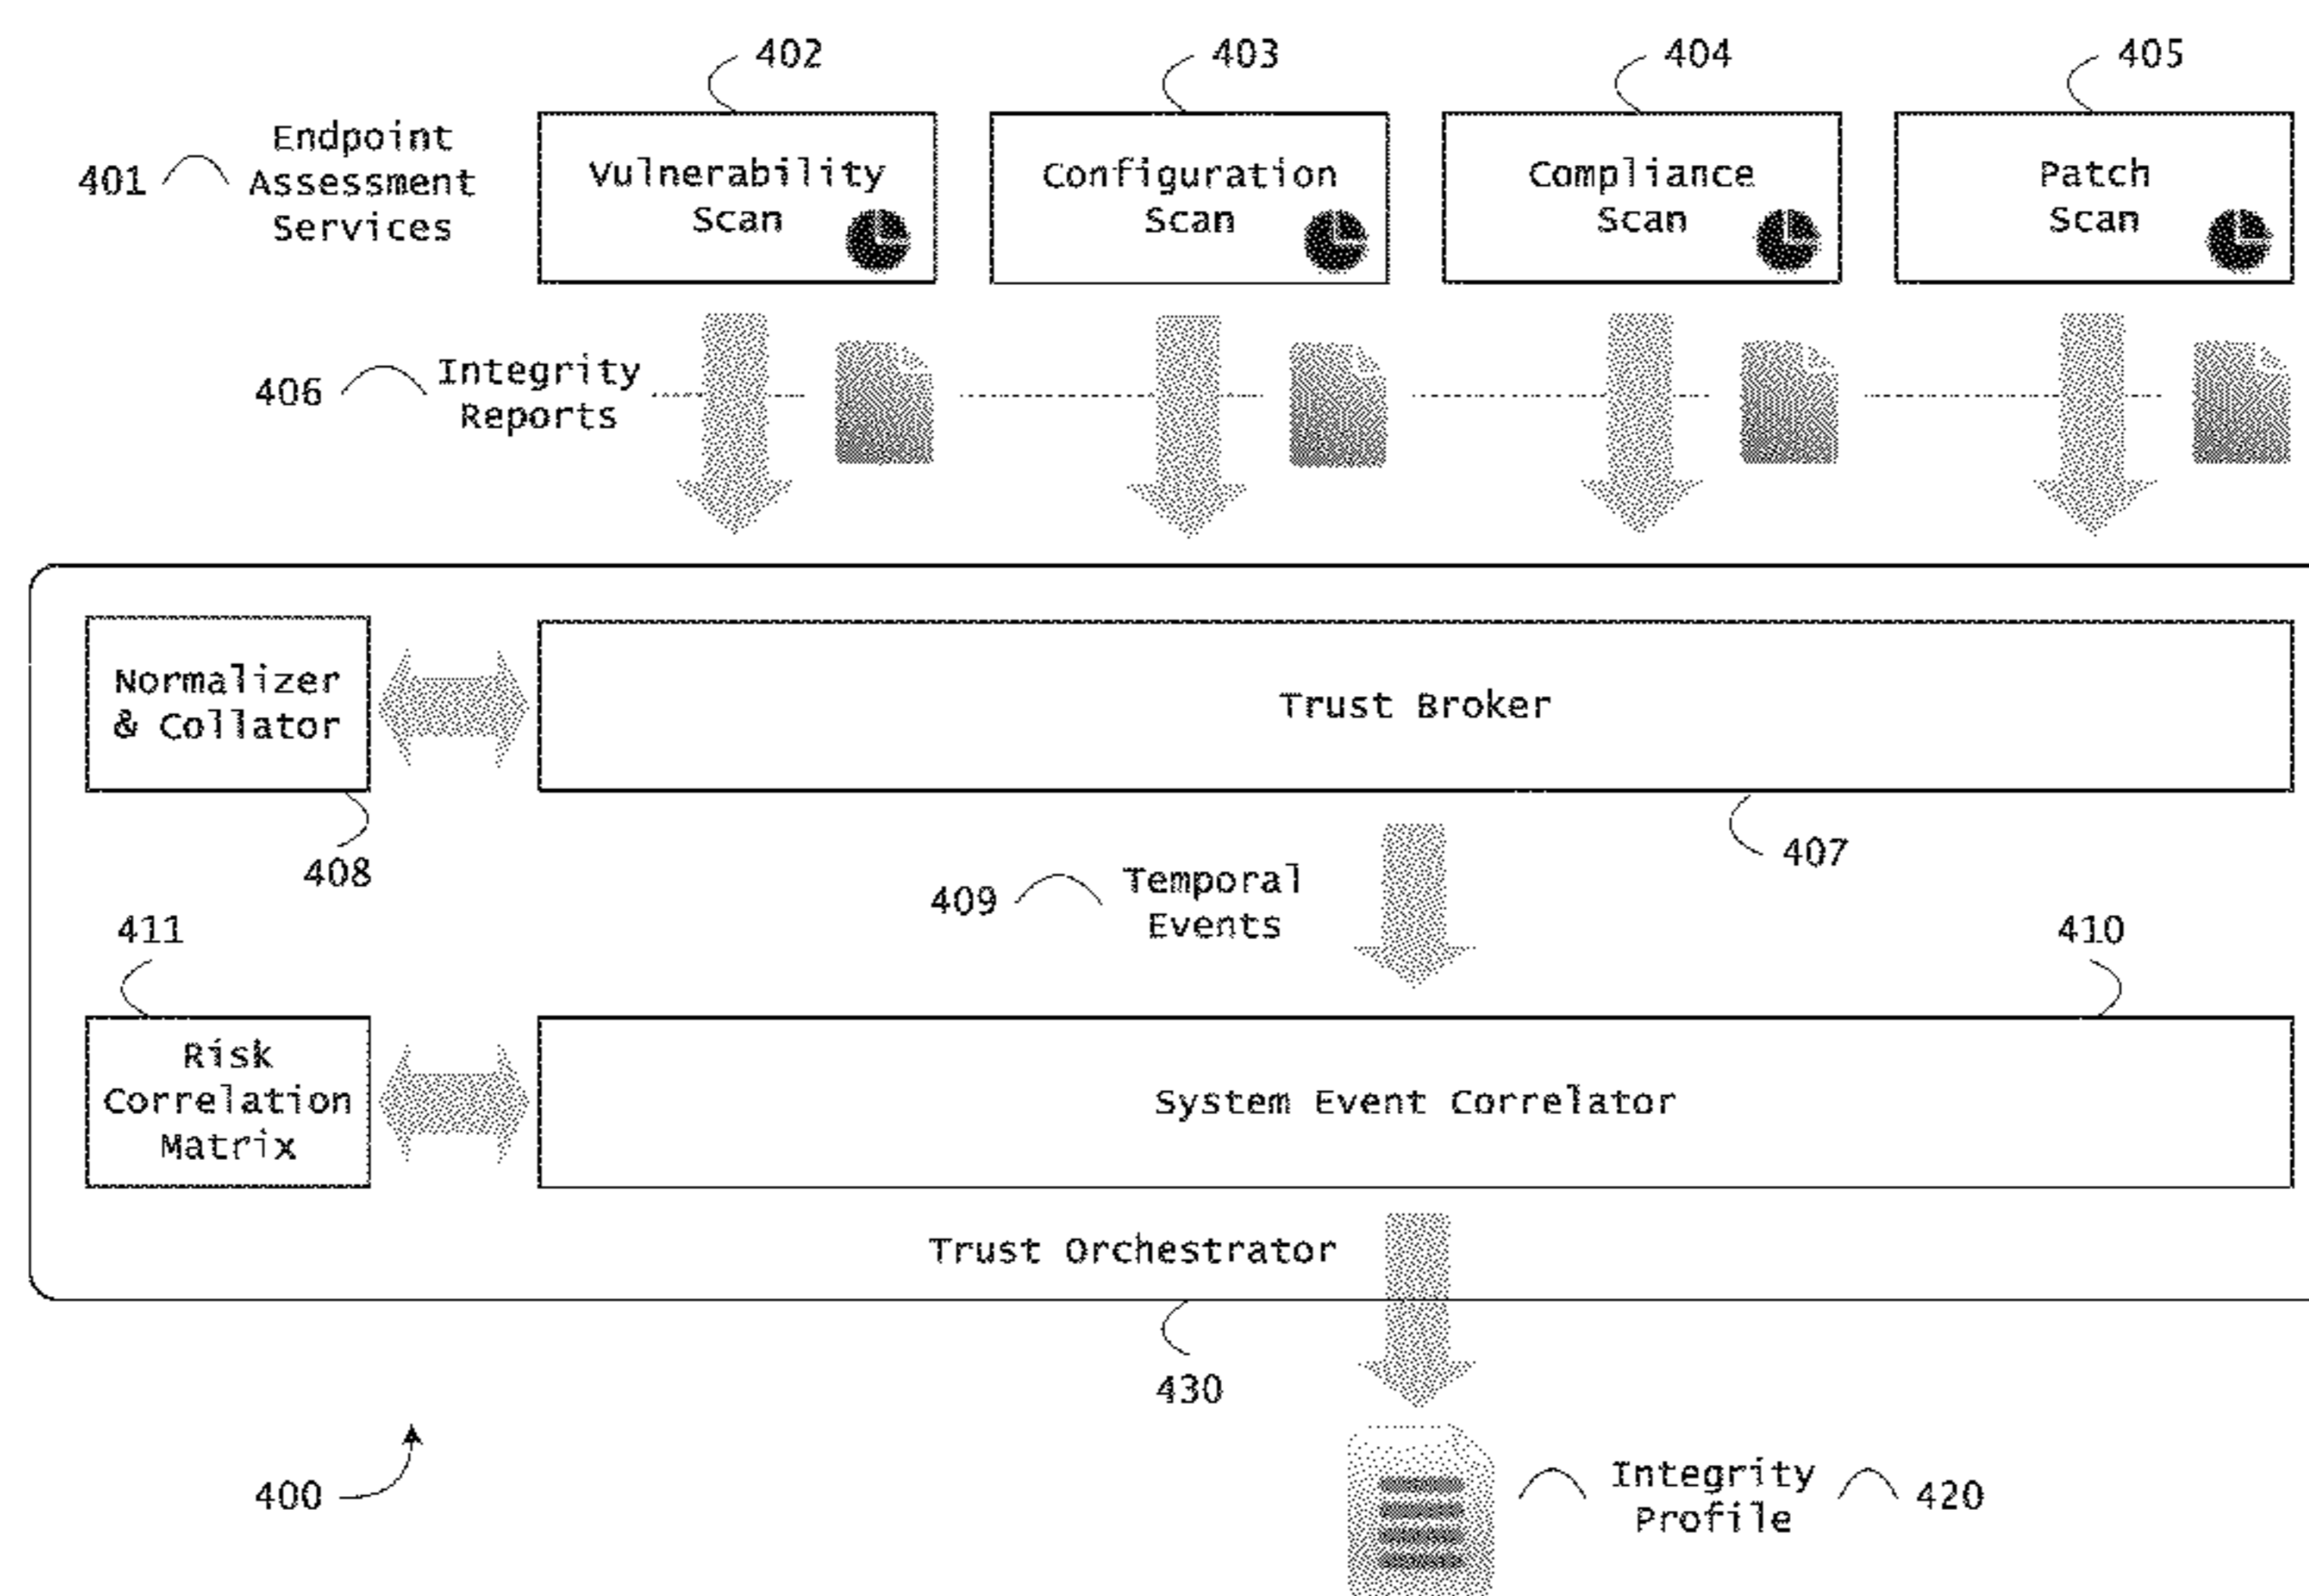 402
403
404
405
401
Endpoint
Assessment
Services
Vulnerability
Scan
Configuration
Scan
Compliance
Scan
Patch
Scan
406
Integrity
Reports
Normalizer
& Collator
Trust Broker
408
407
409
Temporal
Events
411
410
Risk
Correlation
Matrix
System Event Correlator
Trust Orchestrator
430
400
Integrity
Profile
420